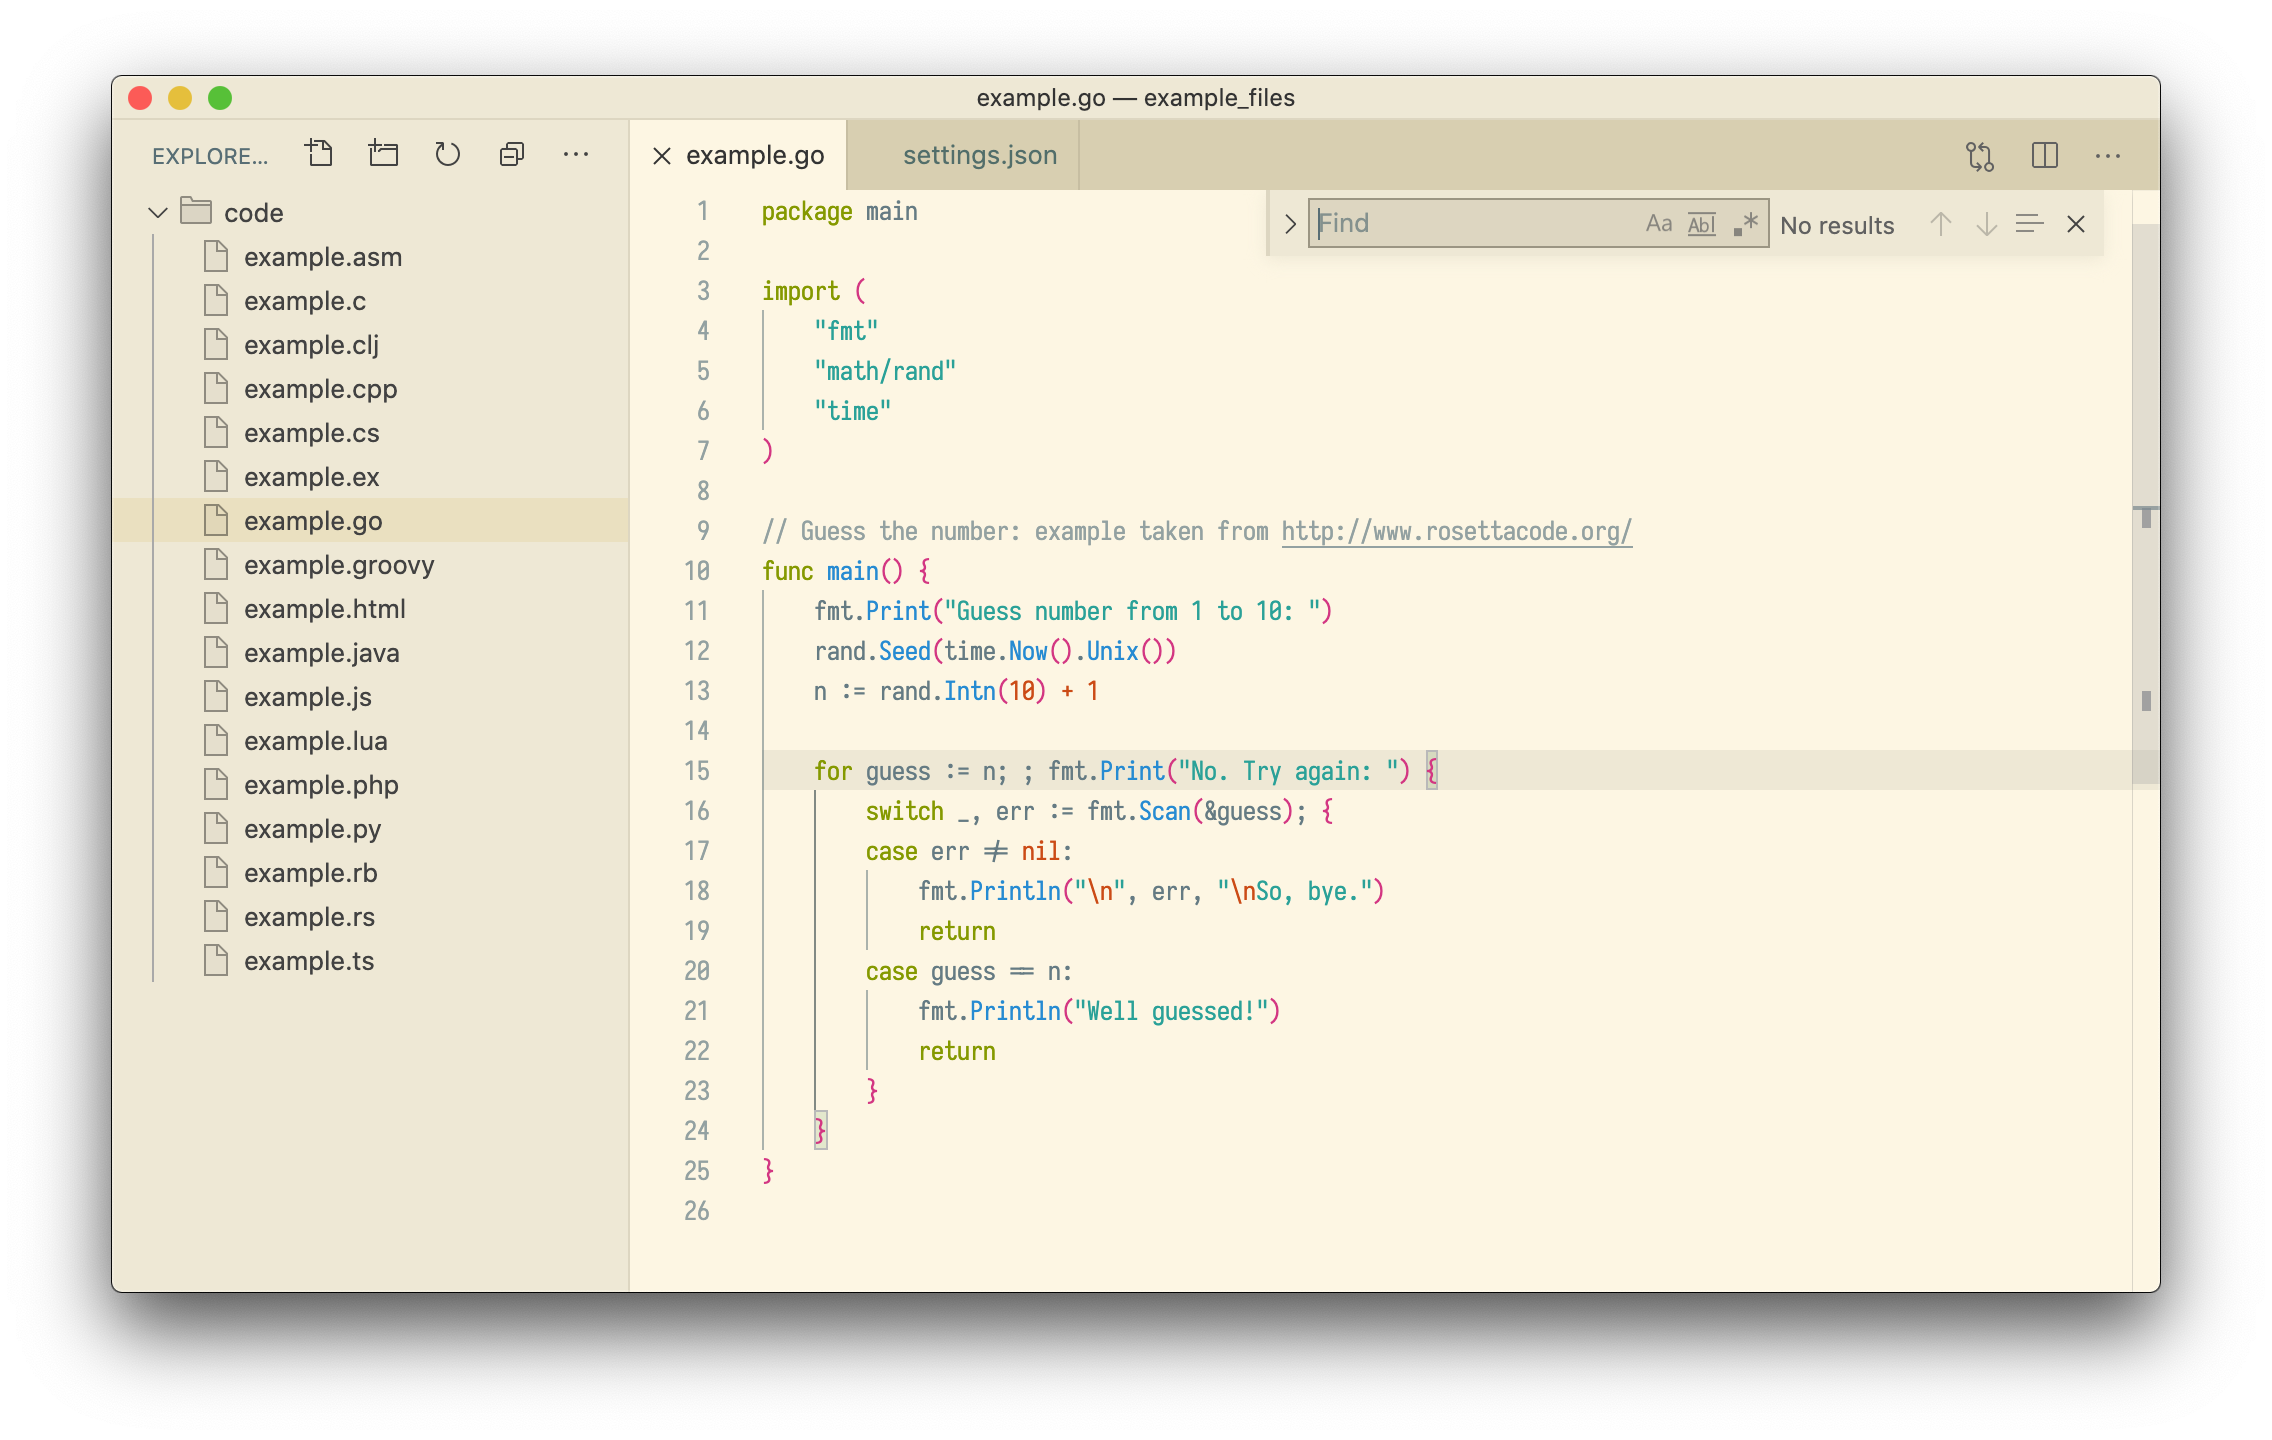 example.go — example_files
EXPLORE...
code
example.asm
example.c
example.clj
example.cpp
example.cs
example.ex
example.go
example.groovy
example.html
example.java
example.js
example.lua
example.php
example.py
example.rb
example.rs
example.ts
example.go
settings.json
Find
Aa
Abl
.*
No results
1 package main
2
3 import (
4     "fmt"
5     "math/rand"
6     "time"
7 )
8
9 // Guess the number: example taken from http://www.rosettacode.org/
10 func main() {
11     fmt.Print("Guess number from 1 to 10: ")
12     rand.Seed(time.Now().Unix())
13     n := rand.Intn(10) + 1
14
15     for guess := n; ; fmt.Print("No. Try again: ") {
16         switch _, err := fmt.Scan(&guess); {
17         case err != nil:
18             fmt.Println("\n", err, "\nSo, bye.")
19             return
20         case guess == n:
21             fmt.Println("Well guessed!")
22             return
23         }
24     }
25 }
26